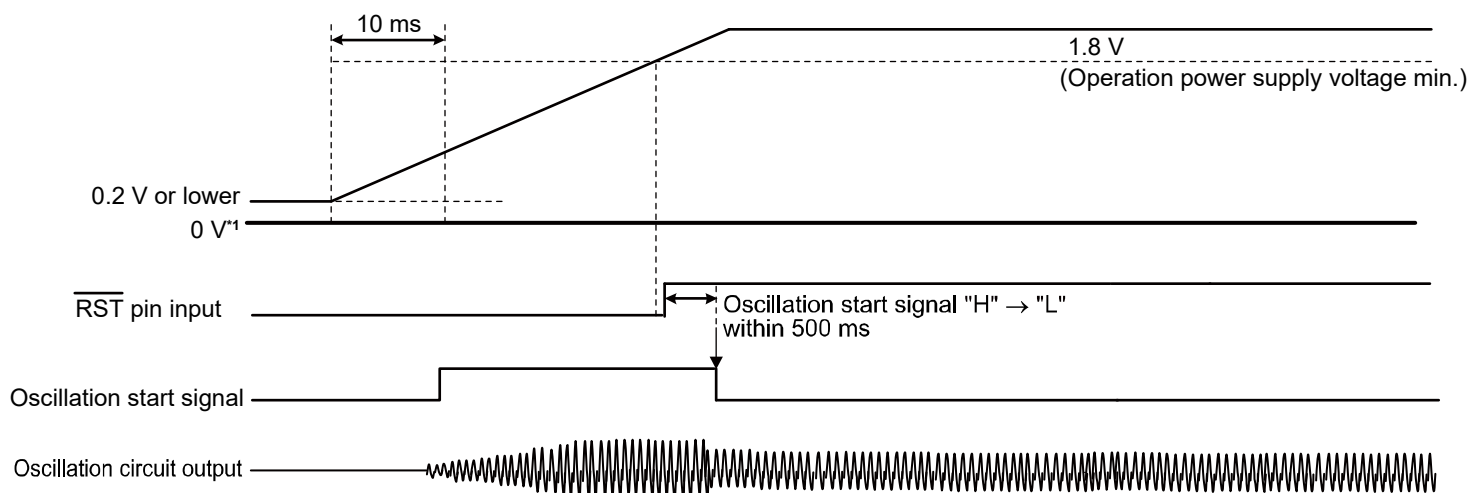 10 ms
1.8 V
(Operation power supply voltage min.)
0.2 V or lower
0 V*1
RST pin input
Oscillation start signal "H" → "L"
within 500 ms
Oscillation start signal
Oscillation circuit output